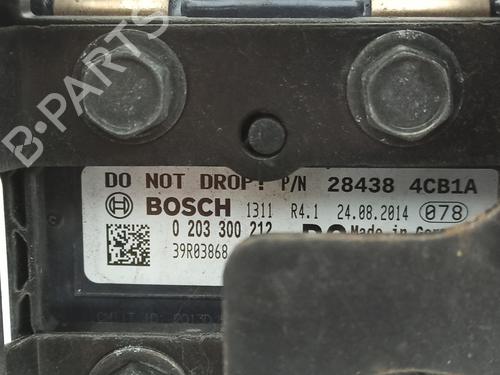 B-PARTS
DO NOT DROP! P/N 28438 4CB1A
BOSCH 1311 R4.1 24.08.2014 078
0 203 300 212 Made in
39R03868